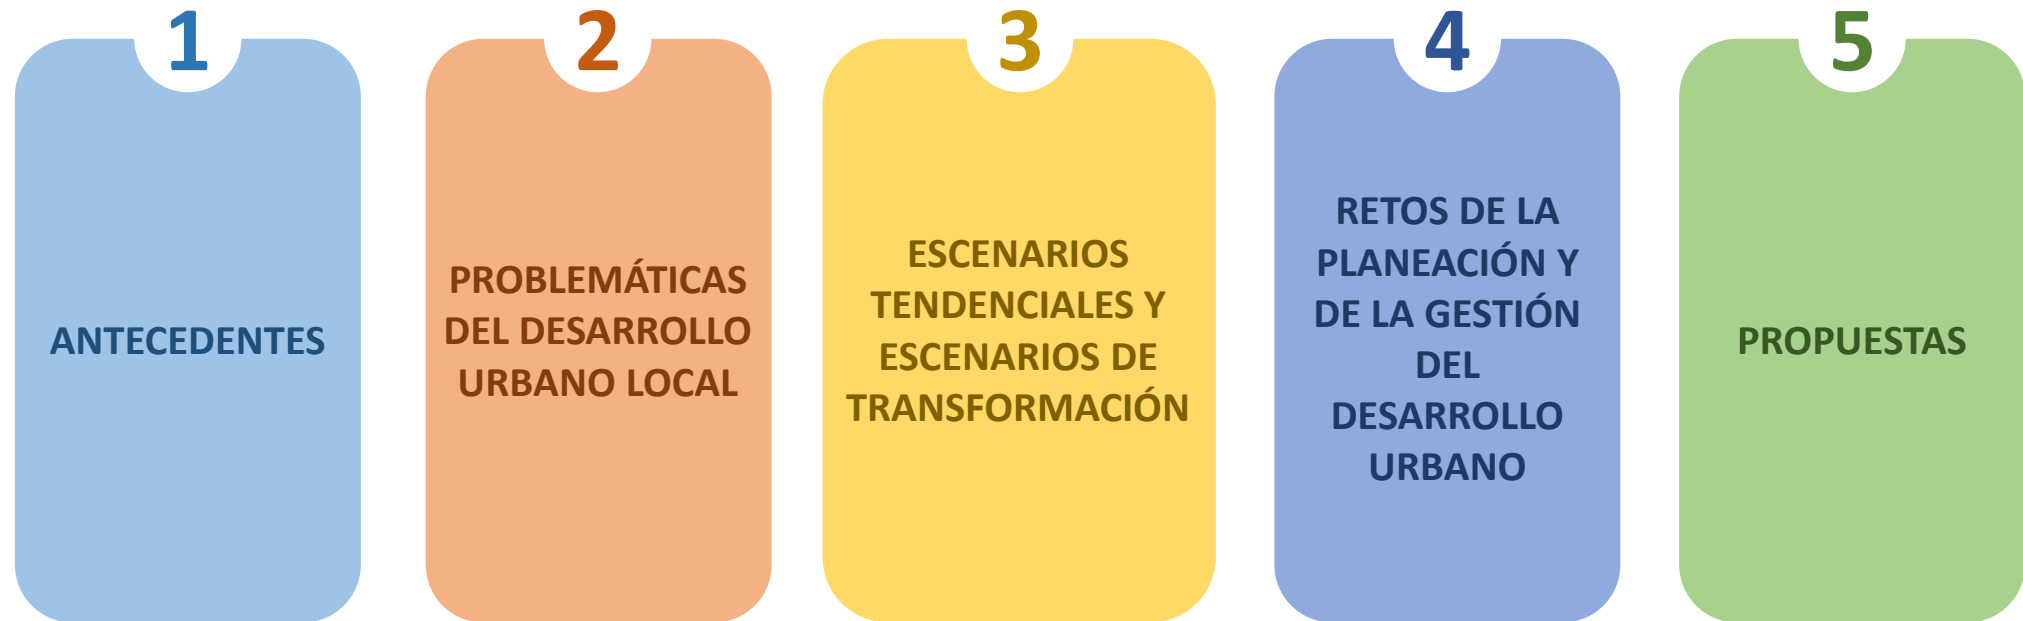 1
ANTECEDENTES
2
PROBLEMÁTICAS
DEL DESARROLLO
URBANO LOCAL
3
ESCENARIOS
TENDENCIALES Y
ESCENARIOS DE
TRANSFORMACIÓN
4
RETOS DE LA
PLANEACIÓN Y
DE LA GESTIÓN
DEL
DESARROLLO
URBANO
5
PROPUESTAS